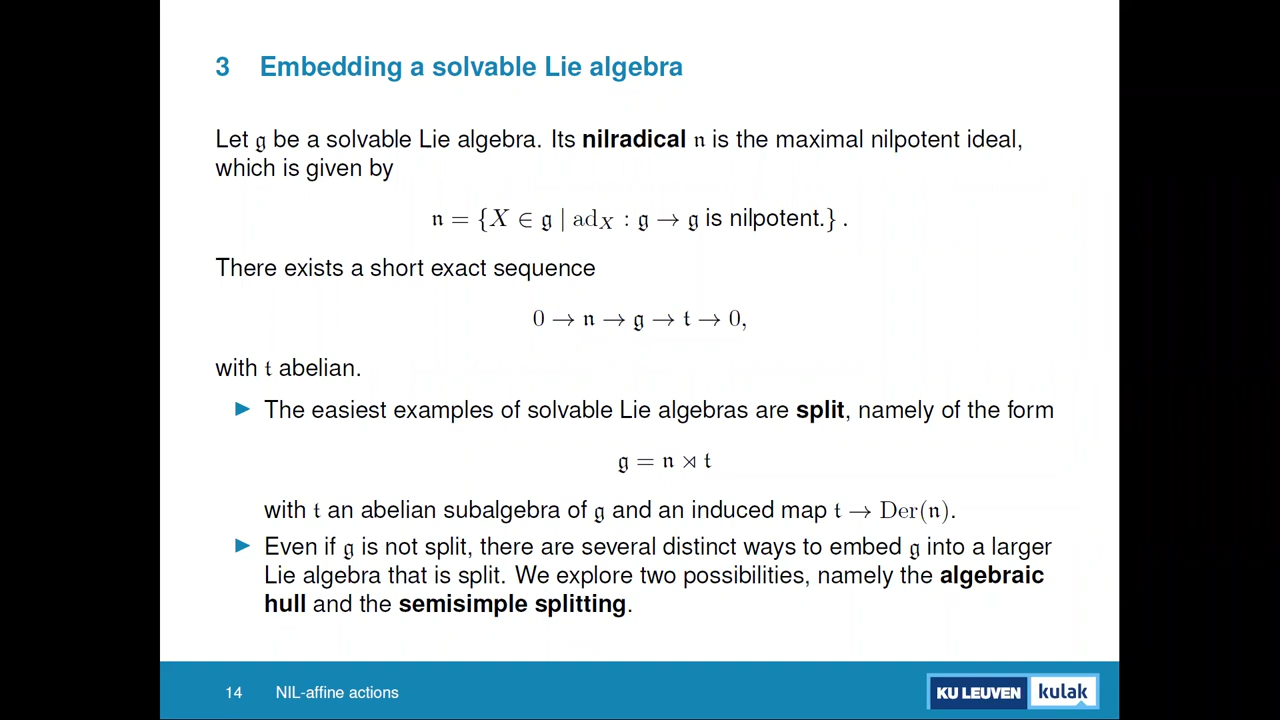 3 Embedding a solvable Lie algebra
Let 𝔤 be a solvable Lie algebra. Its nilradical 𝔫 is the maximal nilpotent ideal,
which is given by
𝔫 = {X ∈ 𝔤 | ad_X : 𝔤 → 𝔤 is nilpotent.} .
There exists a short exact sequence
0 → 𝔫 → 𝔤 → 𝔱 → 0,
with 𝔱 abelian.
▶ The easiest examples of solvable Lie algebras are split, namely of the form
𝔤 = 𝔫 ⋊ 𝔱
with 𝔱 an abelian subalgebra of 𝔤 and an induced map 𝔱 → Der(𝔫).
▶ Even if 𝔤 is not split, there are several distinct ways to embed 𝔤 into a larger
Lie algebra that is split. We explore two possibilities, namely the algebraic
hull and the semisimple splitting.
14 NIL-affine actions
KU LEUVEN kulak